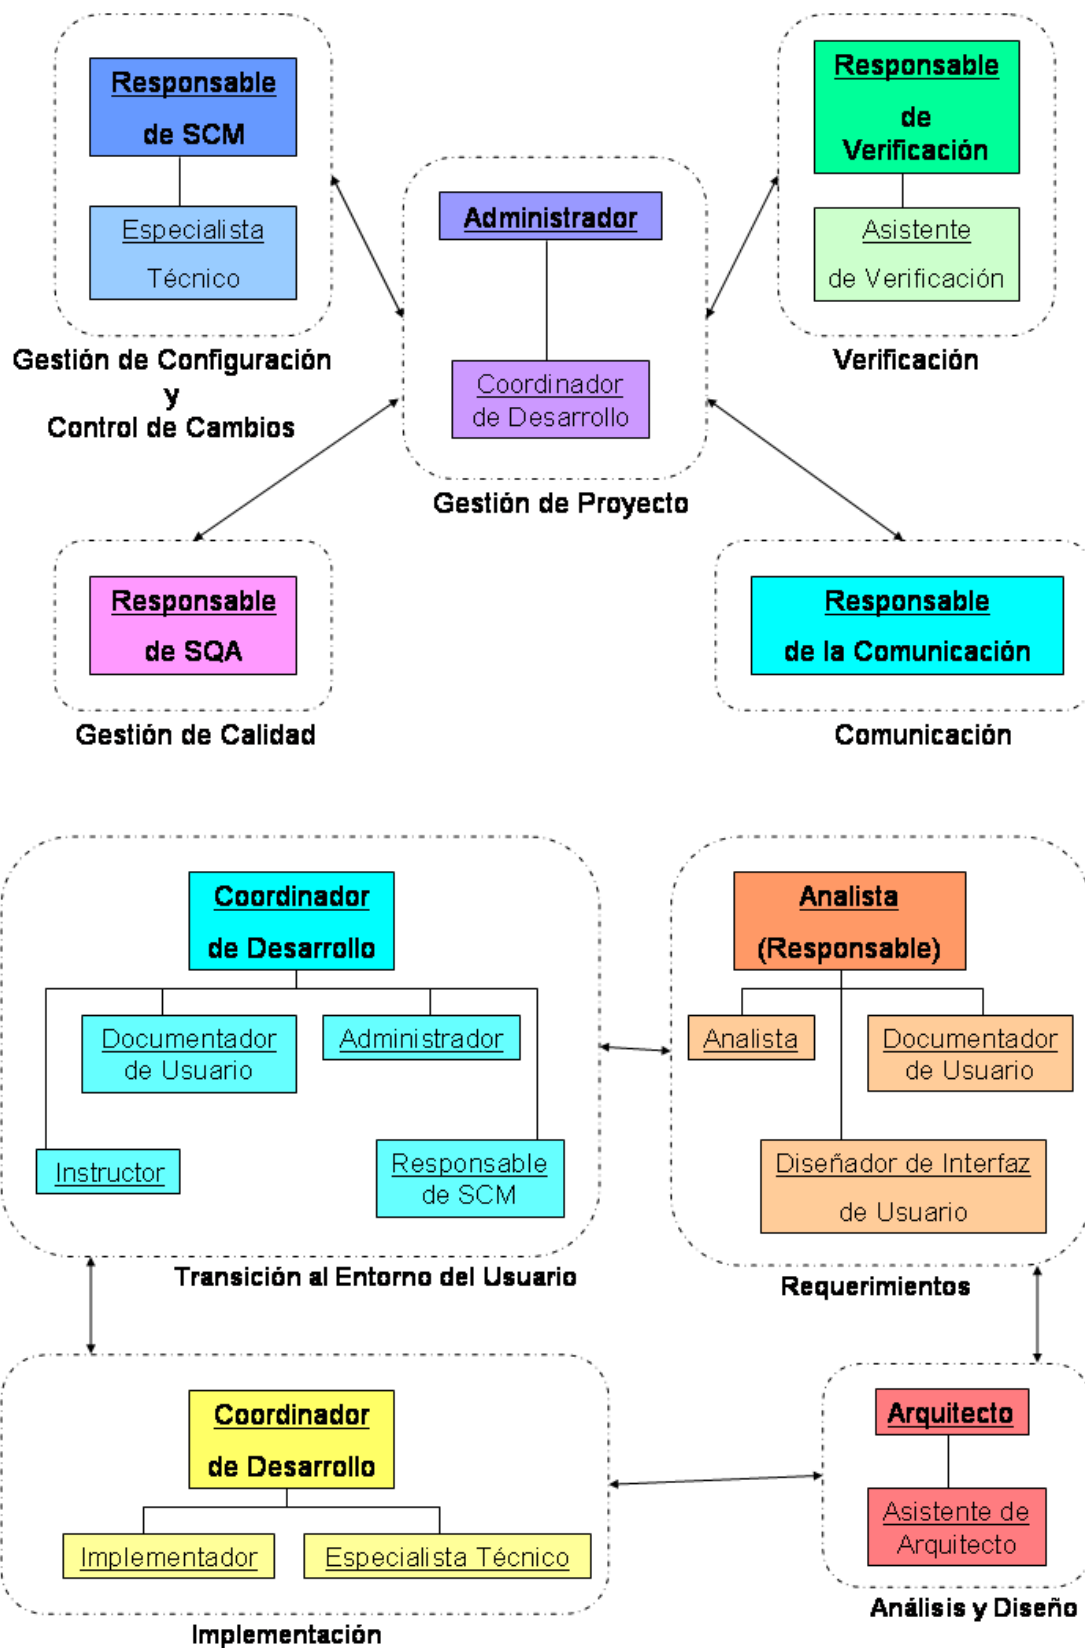 Responsable
de SCM
Especialista
Técnico
Gestión de Configuración
y
Control de Cambios
Administrador
Coordinador
de Desarrollo
Gestión de Proyecto
Responsable
de
Verificación
Asistente
de Verificación
Verificación
Responsable
de SQA
Gestión de Calidad
Responsable
de la Comunicación
Comunicación
Coordinador
de Desarrollo
Documentador
de Usuario
Administrador
Instructor
Responsable
de SCM
Transición al Entorno del Usuario
Analista
(Responsable)
Analista
Documentador
de Usuario
Diseñador de Interfaz
de Usuario
Requerimientos
Coordinador
de Desarrollo
Implementador
Especialista Técnico
Implementación
Arquitecto
Asistente de
Arquitecto
Análisis y Diseño